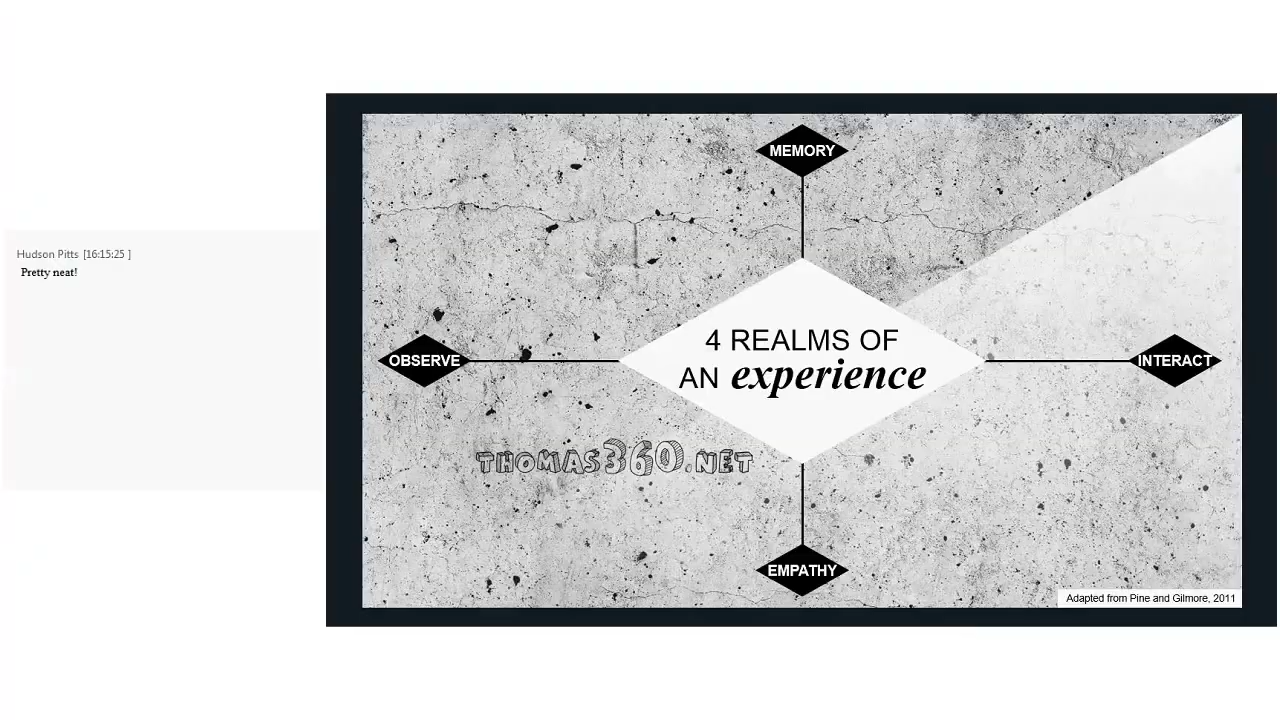 Hudson Pitts [16:15:25 ]
Pretty neat!
MEMORY
OBSERVE
4 REALMS OF
AN experience
INTERACT
THOMAS360.NET
EMPATHY
Adapted from Pine and Gilmore, 2011